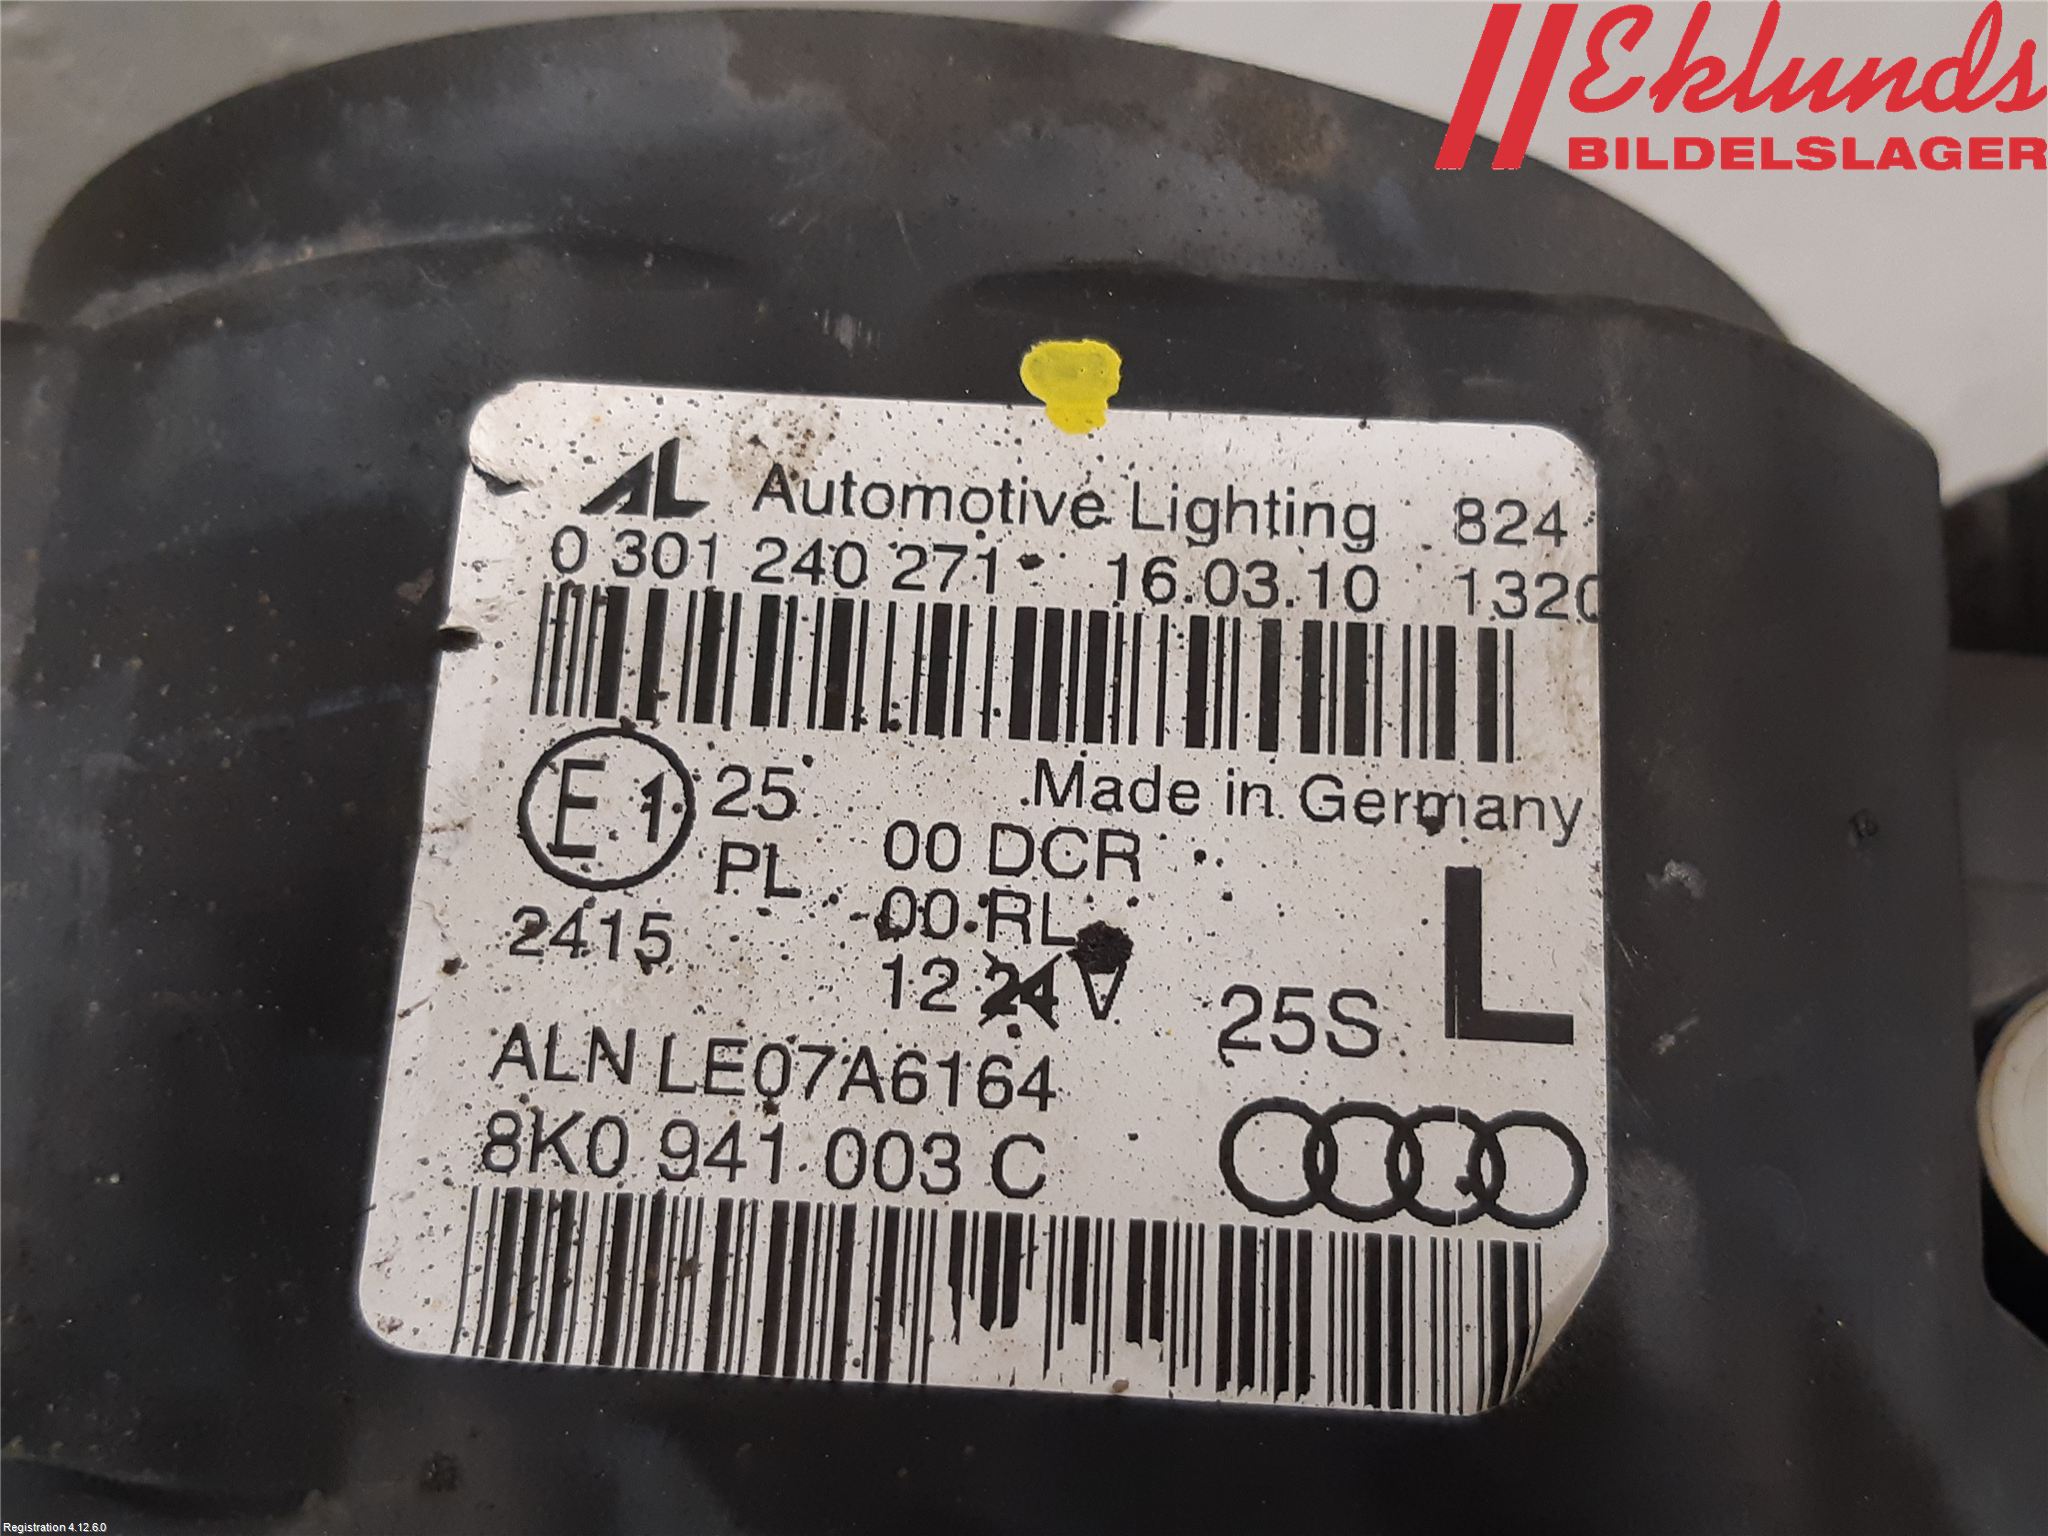 Eklunds
BILDELSLAGER
AL Automotive Lighting 824
0 301 240 271 16.03.10 1320
E1 25 Made in Germany
PL 00 DCR
2415 00 RL L
12 24 V 25S
ALN LE07A6164
8K0 941 003 C
Registration 4.12.6.0